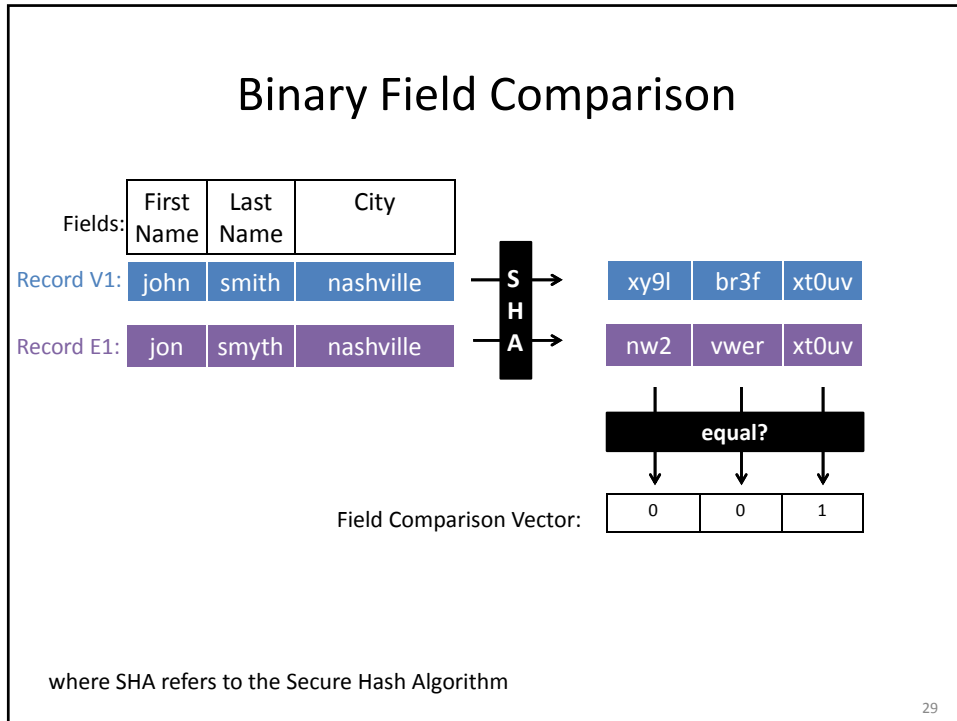 Binary Field Comparison
Fields:
First Name
Last Name
City
Record V1: john smith nashville
S
H
A
xy9l br3f xt0uv
Record E1: jon smyth nashville
nw2 vwer xt0uv
equal?
Field Comparison Vector: 0 0 1
where SHA refers to the Secure Hash Algorithm
29